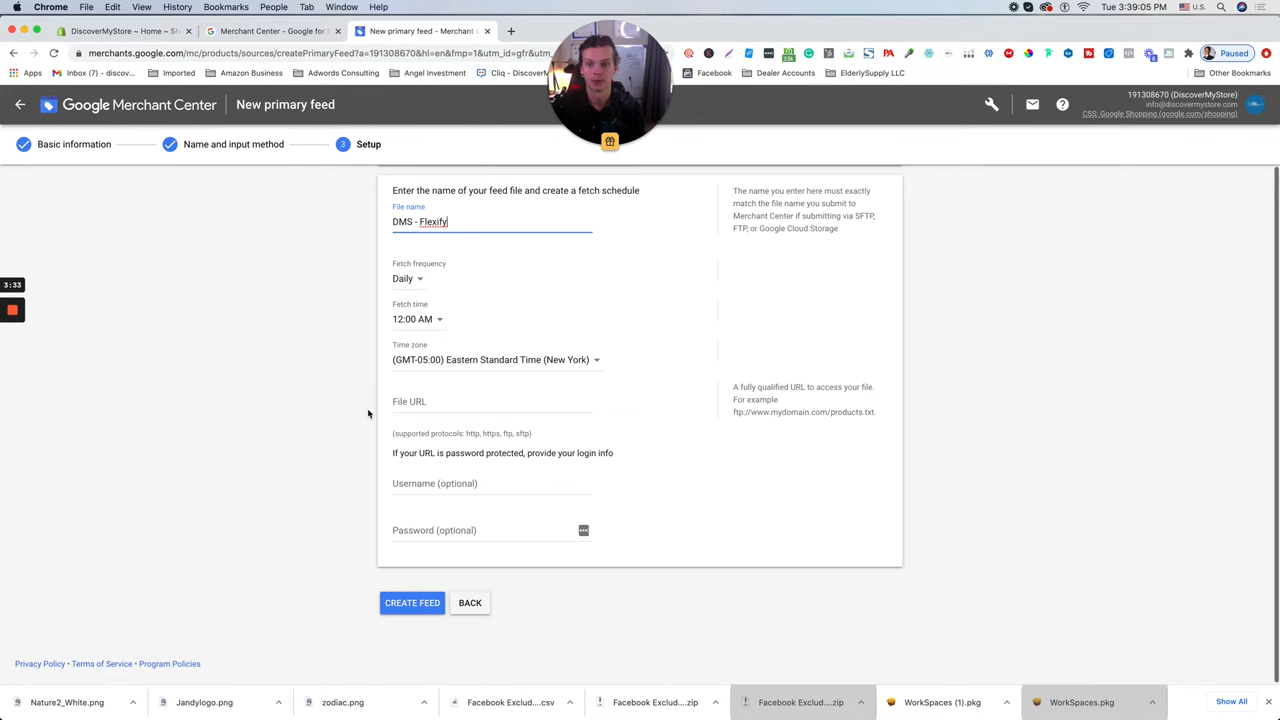 Chrome File Edit View History Bookmarks People Tab Window Help
Tue 3:39:05 PM U.S.
DiscoverMyStore ~ Home ~ Sh
Merchant Center - Google for
New primary feed - Merchant C
merchants.google.com/mc/products/sources/createPrimaryFeed?a=191308670&hl=en&fmp=1&utm_id=gfr&utm
33k
6
Paused
Apps
Inbox (7) - discov...
Imported
Amazon Business
Adwords Consulting
Angel Investment
Cliq - DiscoverM
Facebook
Dealer Accounts
ElderlySupply LLC
Other Bookmarks
Google Merchant Center
New primary feed
191308670 (DiscoverMyStore)
info@discovermystore.com
CSS: Google Shopping (google.com/shopping)
Basic information
Name and input method
3 Setup
Enter the name of your feed file and create a fetch schedule
File name
DMS - Flexify
The name you enter here must exactly
match the file name you submit to
Merchant Center if submitting via SFTP,
FTP, or Google Cloud Storage
Fetch frequency
Daily
3:33
Fetch time
12:00 AM
Time zone
(GMT-05:00) Eastern Standard Time (New York)
File URL
A fully qualified URL to access your file.
For example
ftp://www.mydomain.com/products.txt.
(supported protocols: http, https, ftp, sftp)
If your URL is password protected, provide your login info
Username (optional)
Password (optional)
CREATE FEED
BACK
Privacy Policy • Terms of Service • Program Policies
Nature2_White.png
Jandylogo.png
zodiac.png
Facebook Exclud....csv
Facebook Exclud....zip
Facebook Exclud....zip
WorkSpaces (1).pkg
WorkSpaces.pkg
Show All